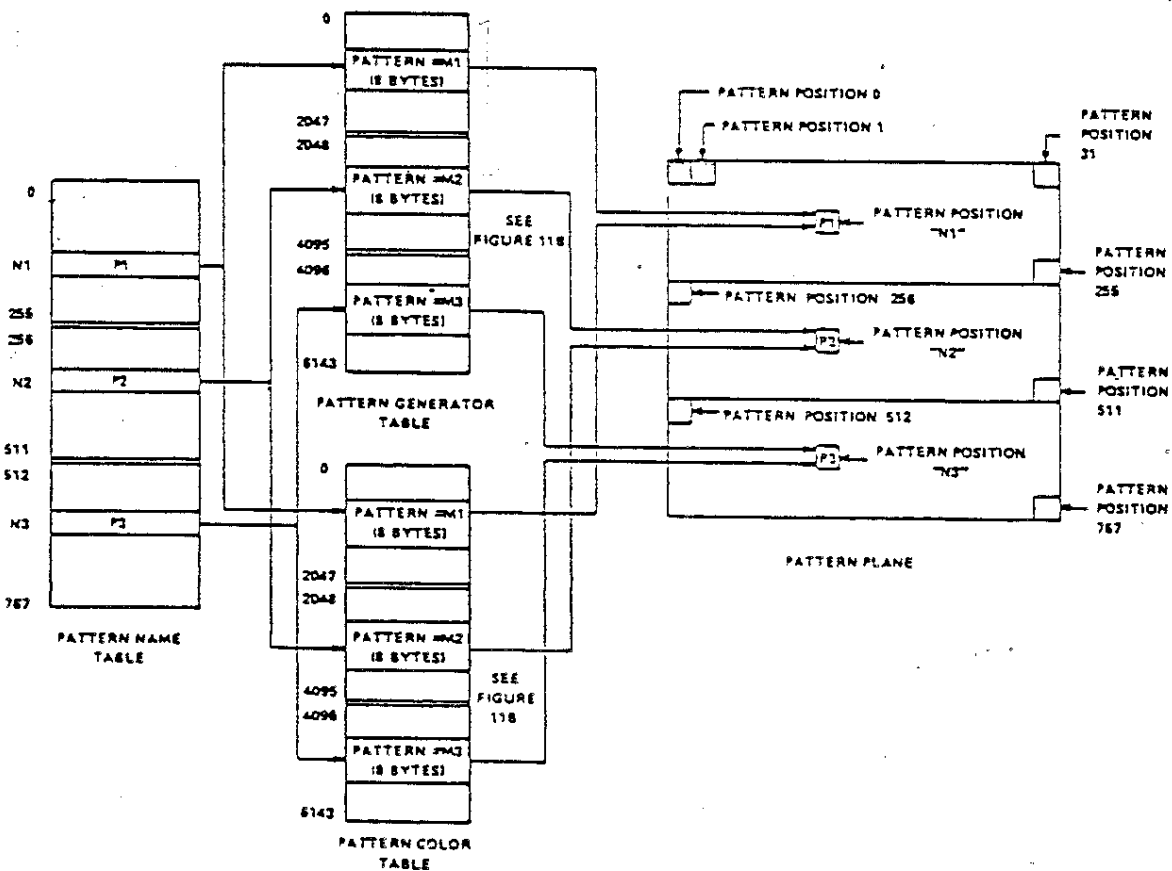 0
N1
P1
255
256
N2
P2
511
512
N3
P3
767
PATTERN NAME
TABLE
0
PATTERN #M1
(8 BYTES)
2047
2048
PATTERN #M2
(8 BYTES)
4095
4096
PATTERN #M3
(8 BYTES)
6143
PATTERN GENERATOR
TABLE
SEE
FIGURE 11B
0
PATTERN #M1
(8 BYTES)
2047
2048
PATTERN #M2
(8 BYTES)
4095
4096
PATTERN #M3
(8 BYTES)
6143
PATTERN COLOR
TABLE
SEE
FIGURE
11B
PATTERN POSITION 0
PATTERN POSITION 1
PATTERN
POSITION
31
P1
PATTERN POSITION
"N1"
PATTERN
POSITION
255
PATTERN POSITION 256
P2
PATTERN POSITION
"N2"
PATTERN
POSITION
511
PATTERN POSITION 512
P3
PATTERN POSITION
"N3"
PATTERN
POSITION
767
PATTERN PLANE